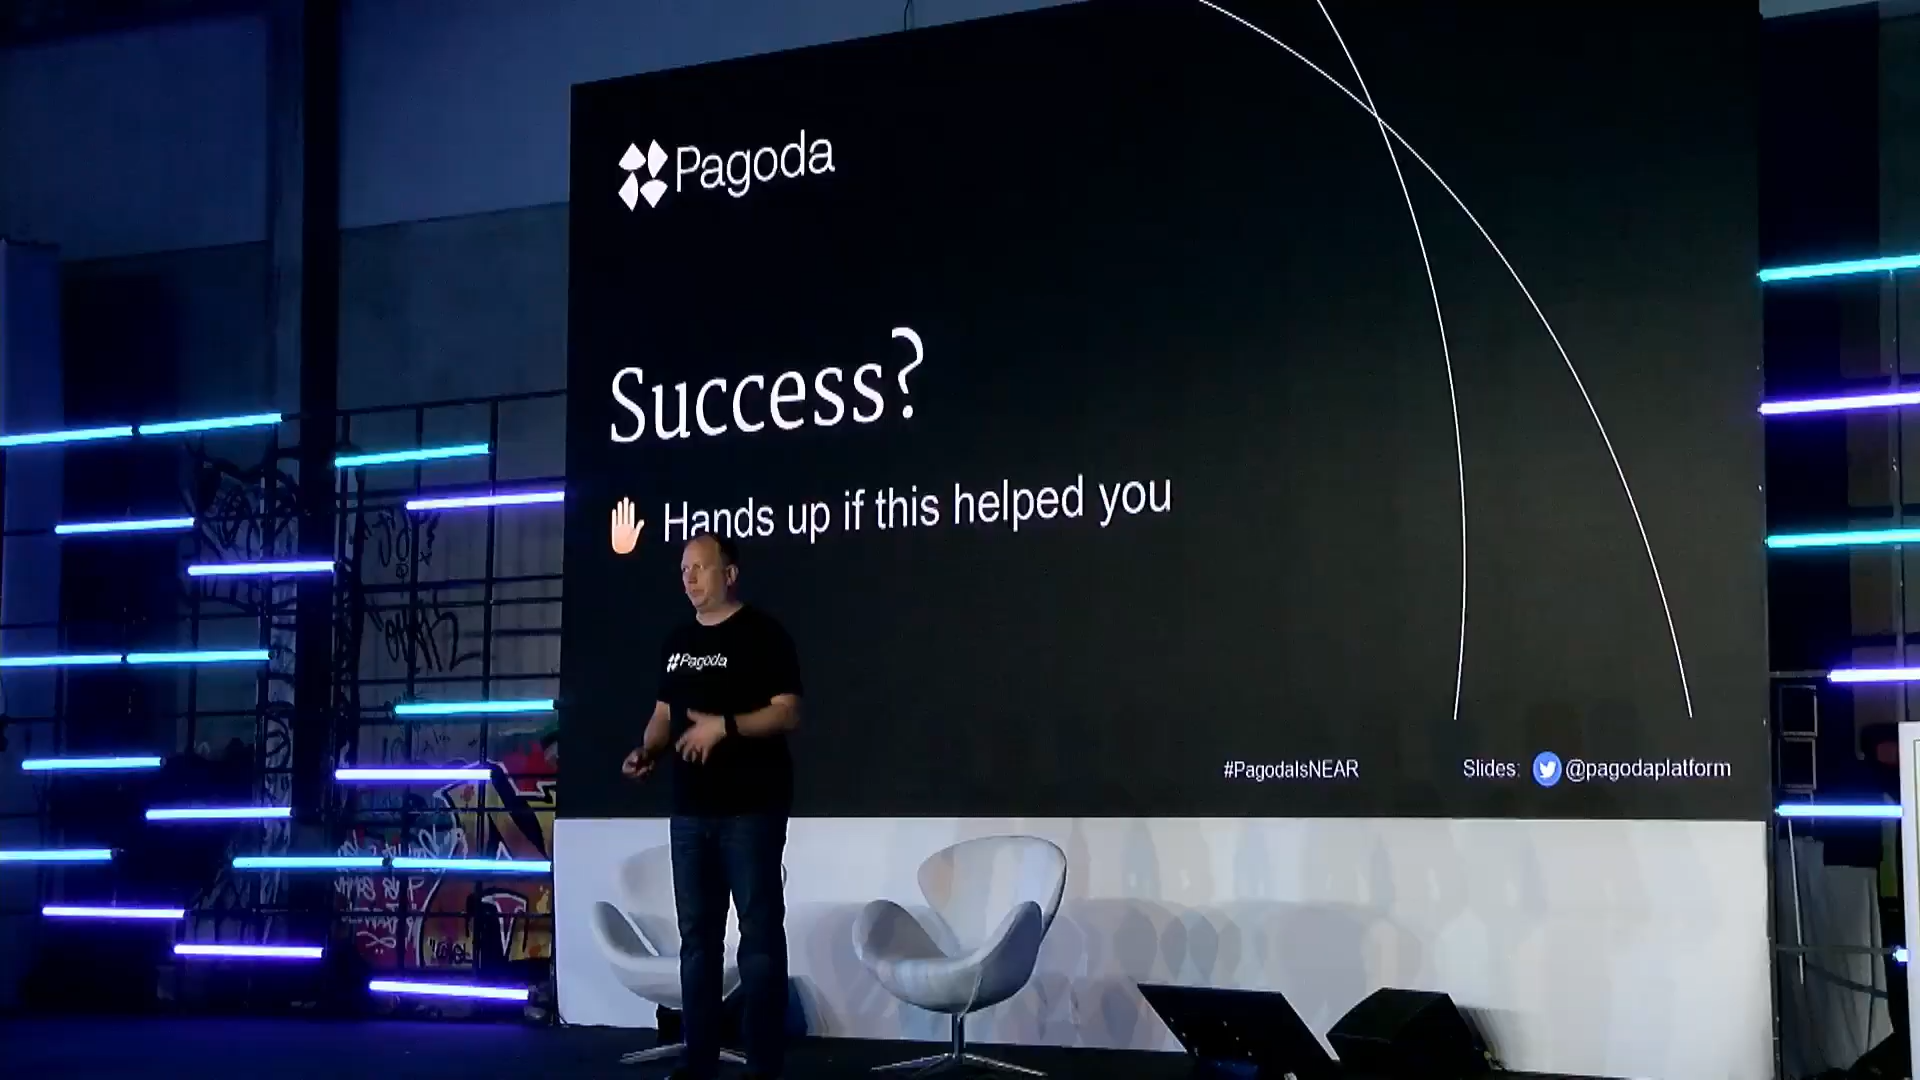 Pagoda
Success?
✋ Hands up if this helped you
Pagoda
#PagodaIsNEAR
Slides: @pagodaplatform